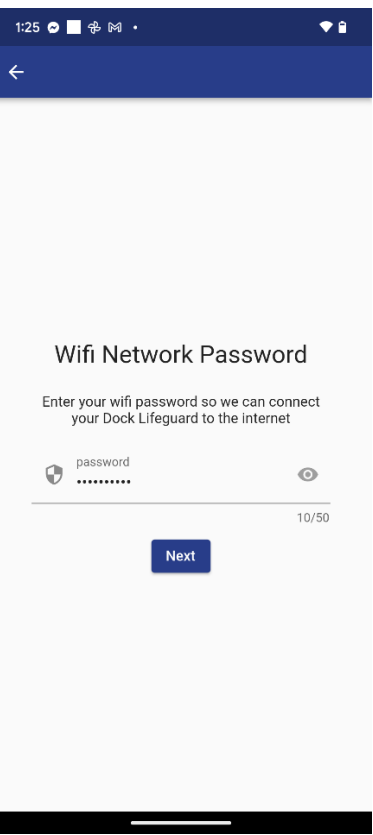 1:25
Wifi Network Password
Enter your wifi password so we can connect
your Dock Lifeguard to the internet
password
••••••••••
10/50
Next